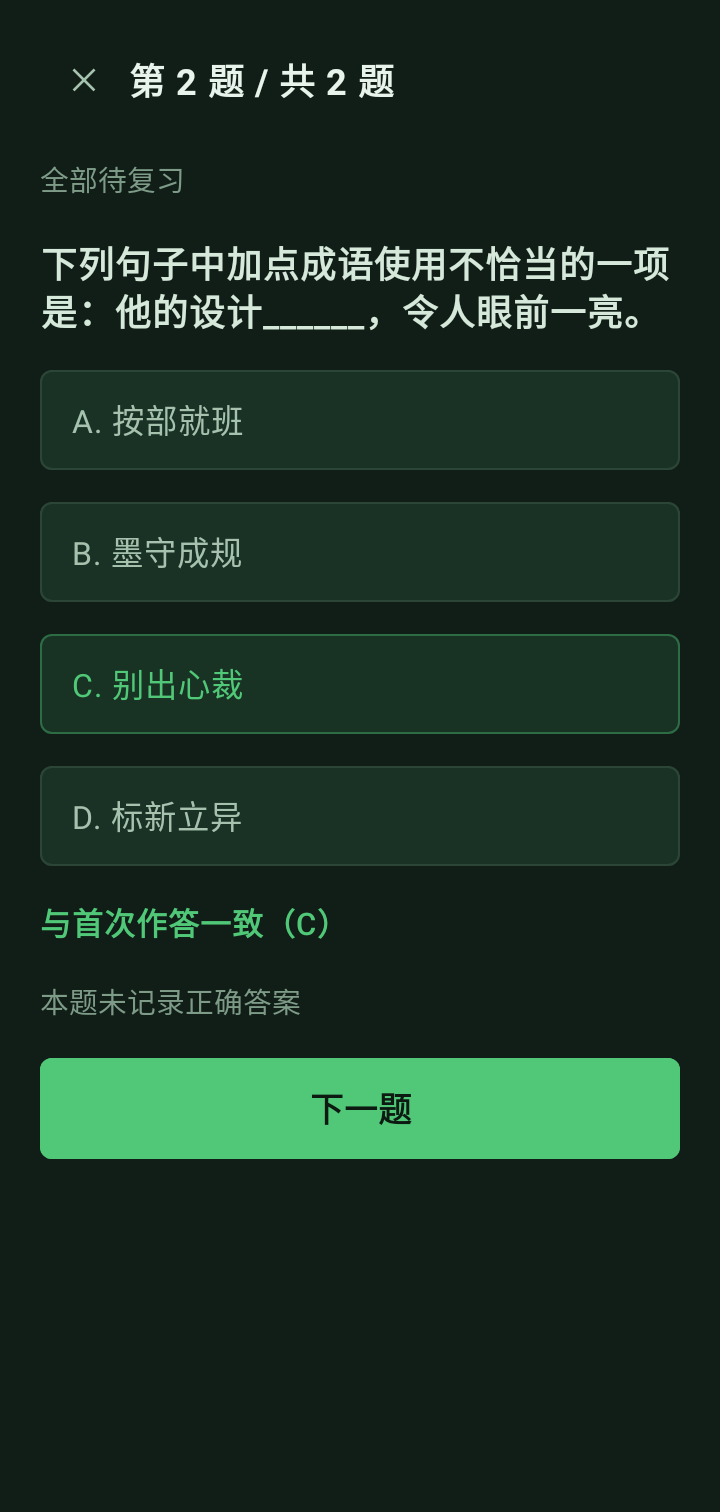 第 2 题 / 共 2 题
全部待复习
下列句子中加点成语使用不恰当的一项
是：他的设计______，令人眼前一亮。
A. 按部就班
B. 墨守成规
C. 别出心裁
D. 标新立异
与首次作答一致（C）
本题未记录正确答案
下一题